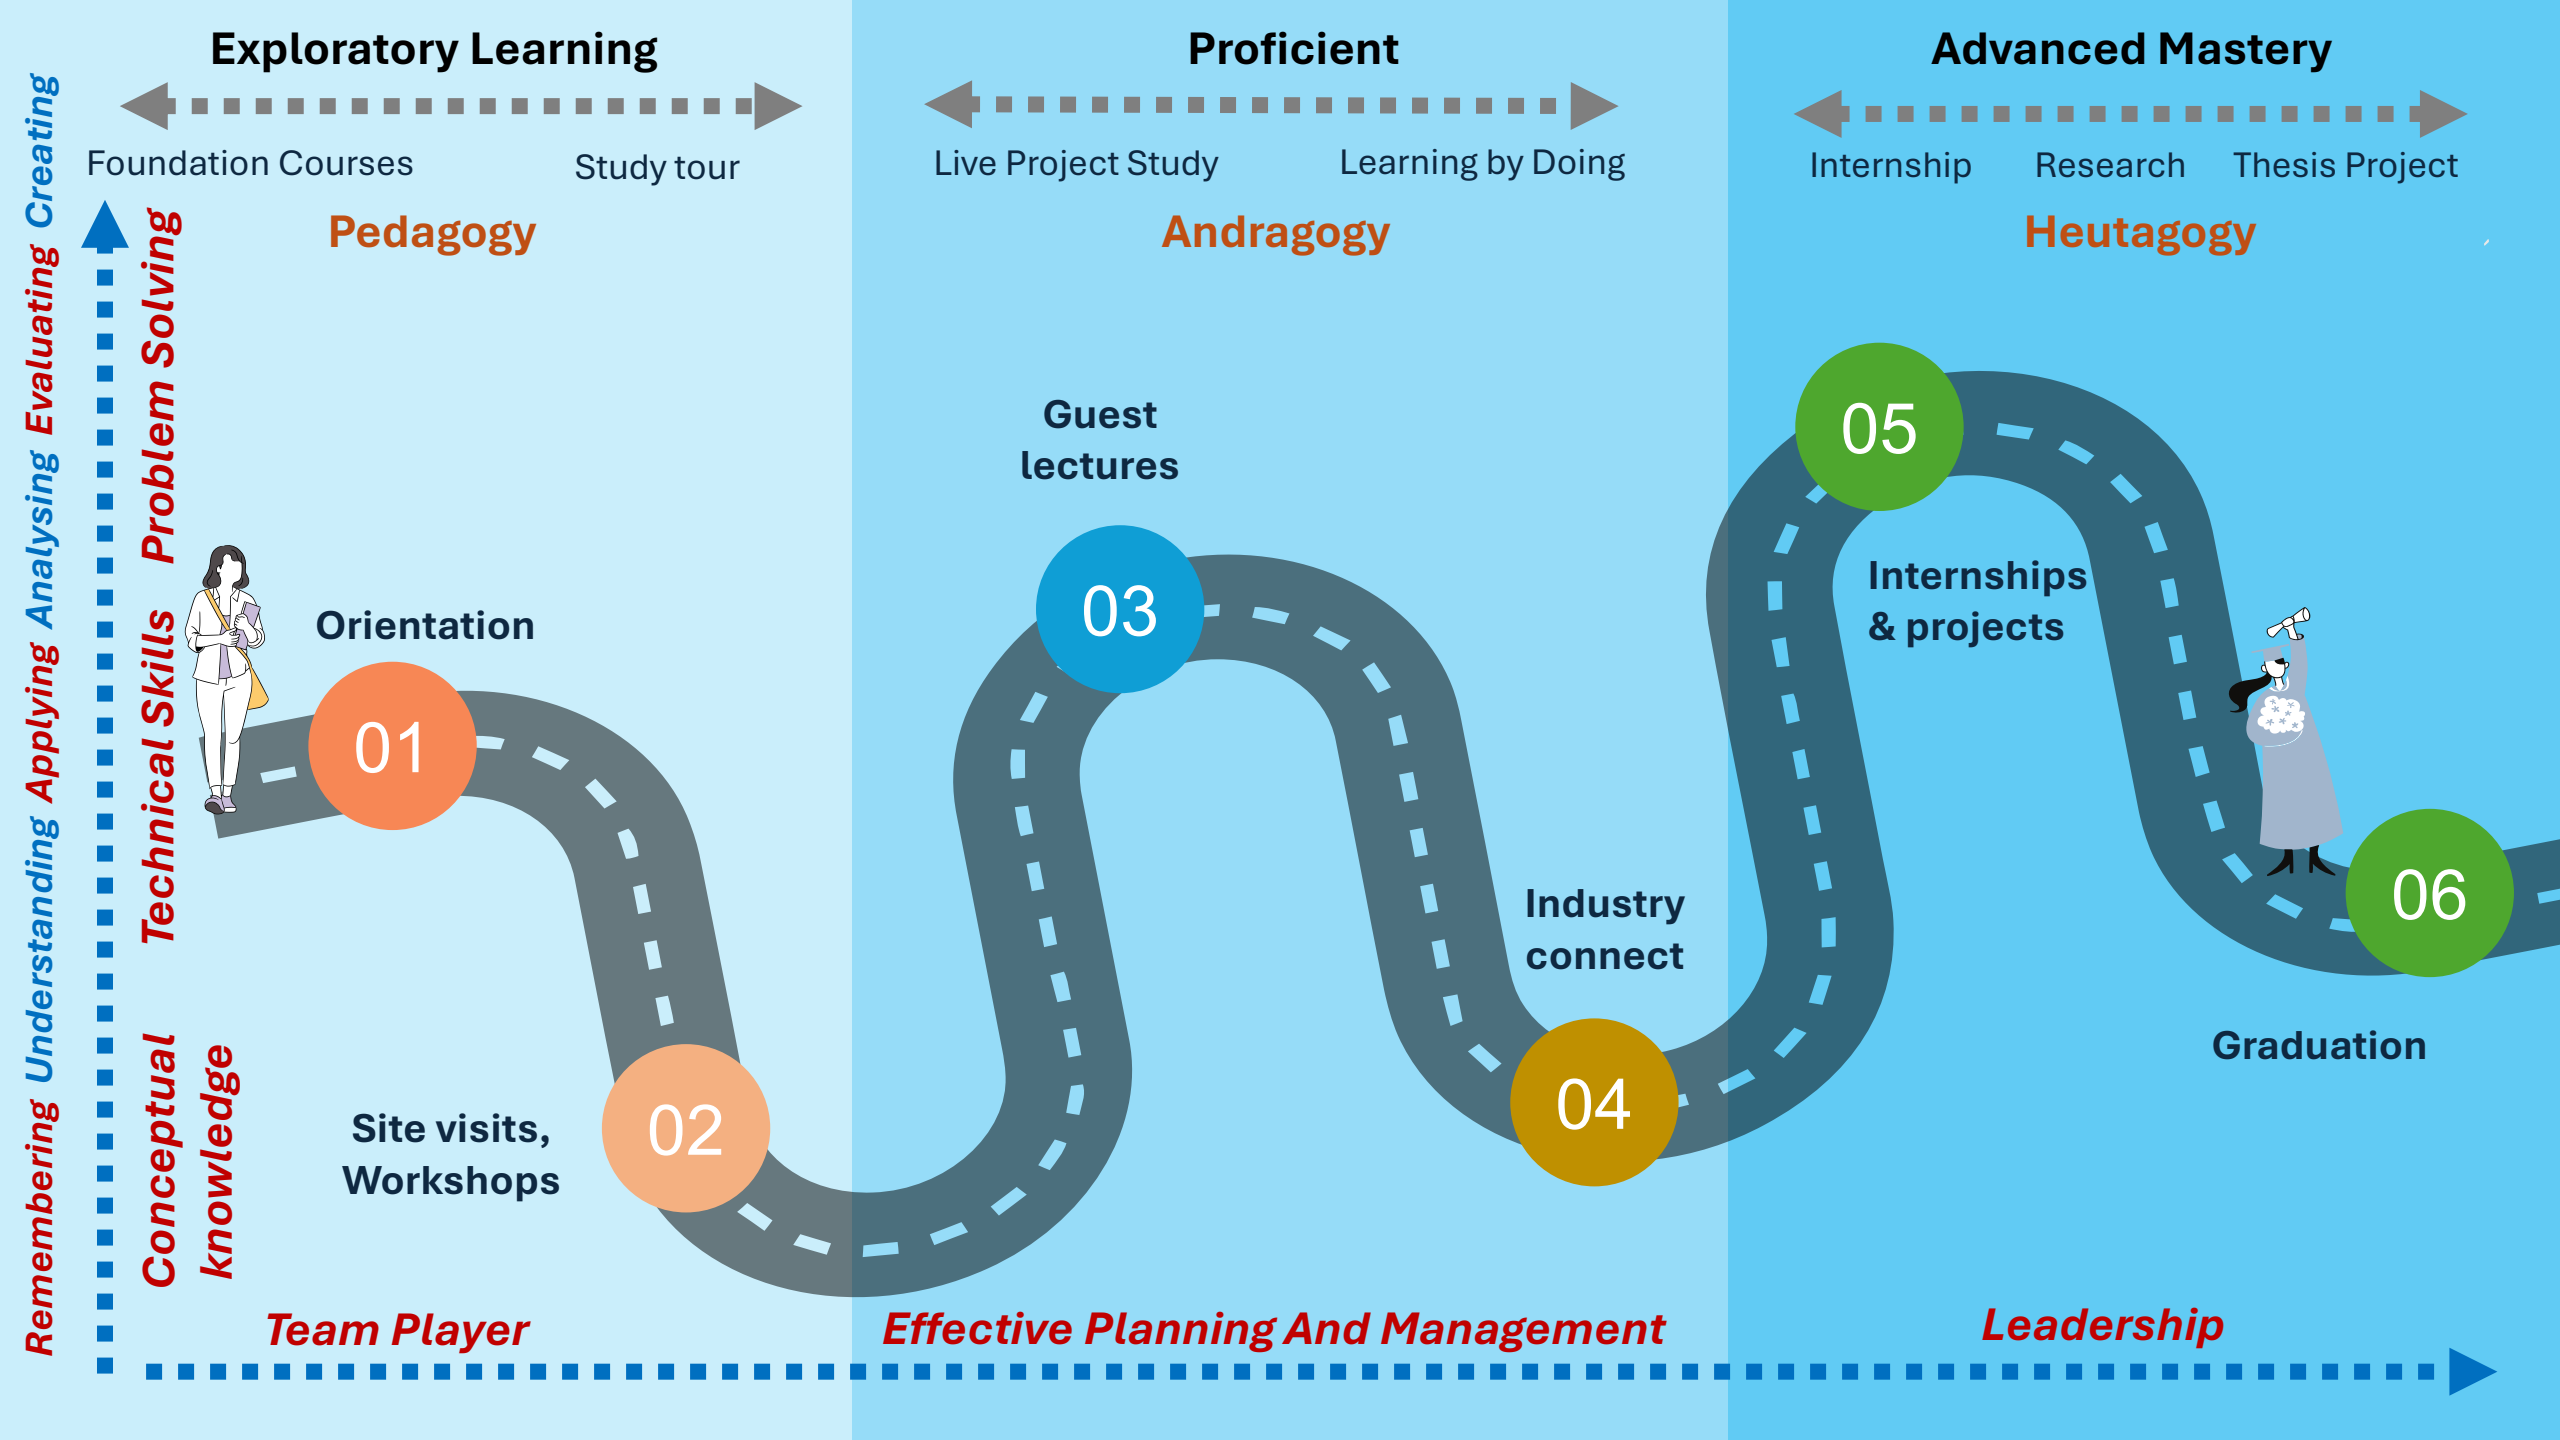 Exploratory Learning
Foundation Courses
Study tour
Pedagogy
Proficient
Live Project Study
Learning by Doing
Andragogy
Advanced Mastery
Internship
Research
Thesis Project
Heutagogy
Creating
Evaluating
Analysing
Applying
Understanding
Remembering
Problem Solving
Technical Skills
Conceptual
knowledge
Orientation
01
Site visits,
Workshops
02
Guest
lectures
03
Industry
connect
04
05
Internships
& projects
06
Graduation
Team Player
Effective Planning And Management
Leadership